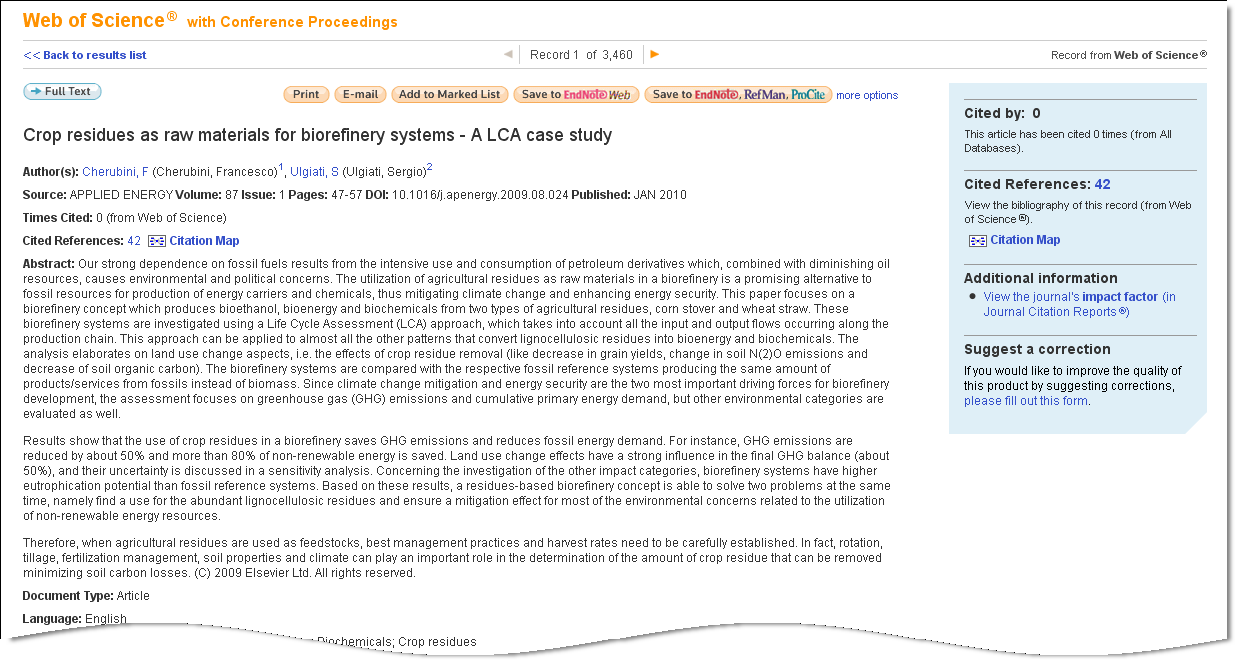 Web of Science® with Conference Proceedings
<< Back to results list
Record 1 of 3,460
Record from Web of Science®
Full Text
Print
E-mail
Add to Marked List
Save to EndNote Web
Save to EndNote, RefMan, ProCite
more options
Crop residues as raw materials for biorefinery systems - A LCA case study
Author(s): Cherubini, F (Cherubini, Francesco)1, Ulgiati, S (Ulgiati, Sergio)2
Source: APPLIED ENERGY Volume: 87 Issue: 1 Pages: 47-57 DOI: 10.1016/j.apenergy.2009.08.024 Published: JAN 2010
Times Cited: 0 (from Web of Science)
Cited References: 42 Citation Map
Abstract: Our strong dependence on fossil fuels results from the intensive use and consumption of petroleum derivatives which, combined with diminishing oil
resources, causes environmental and political concerns. The utilization of agricultural residues as raw materials in a biorefinery is a promising alternative to
fossil resources for production of energy carriers and chemicals, thus mitigating climate change and enhancing energy security. This paper focuses on a
biorefinery concept which produces bioethanol, bioenergy and biochemicals from two types of agricultural residues, corn stover and wheat straw. These
biorefinery systems are investigated using a Life Cycle Assessment (LCA) approach, which takes into account all the input and output flows occurring along the
production chain. This approach can be applied to almost all the other patterns that convert lignocellulosic residues into bioenergy and biochemicals. The
analysis elaborates on land use change aspects, i.e. the effects of crop residue removal (like decrease in grain yields, change in soil N(2)O emissions and
decrease of soil organic carbon). The biorefinery systems are compared with the respective fossil reference systems producing the same amount of
products/services from fossils instead of biomass. Since climate change mitigation and energy security are the two most important driving forces for biorefinery
development, the assessment focuses on greenhouse gas (GHG) emissions and cumulative primary energy demand, but other environmental categories are
evaluated as well.
Results show that the use of crop residues in a biorefinery saves GHG emissions and reduces fossil energy demand. For instance, GHG emissions are
reduced by about 50% and more than 80% of non-renewable energy is saved. Land use change effects have a strong influence in the final GHG balance (about
50%), and their uncertainty is discussed in a sensitivity analysis. Concerning the investigation of the other impact categories, biorefinery systems have higher
eutrophication potential than fossil reference systems. Based on these results, a residues-based biorefinery concept is able to solve two problems at the same
time, namely find a use for the abundant lignocellulosic residues and ensure a mitigation effect for most of the environmental concerns related to the utilization
of non-renewable energy resources.
Therefore, when agricultural residues are used as feedstocks, best management practices and harvest rates need to be carefully established. In fact, rotation,
tillage, fertilization management, soil properties and climate can play an important role in the determination of the amount of crop residue that can be removed
minimizing soil carbon losses. (C) 2009 Elsevier Ltd. All rights reserved.
Document Type: Article
Language: English
Biochemicals; Crop residues
Cited by: 0
This article has been cited 0 times (from All
Databases).
Cited References: 42
View the bibliography of this record (from Web
of Science®).
Citation Map
Additional information
• View the journal's impact factor (in
Journal Citation Reports®)
Suggest a correction
If you would like to improve the quality of
this product by suggesting corrections,
please fill out this form.